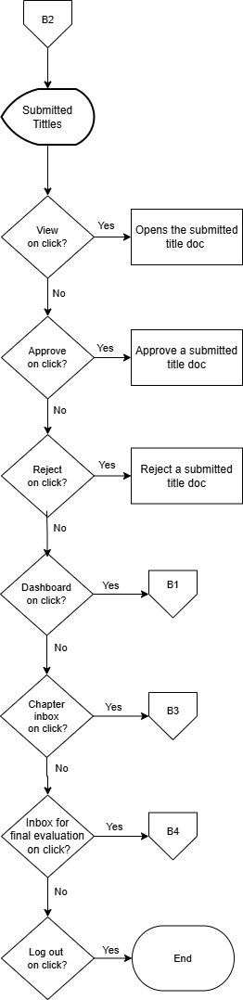 B2
Submitted
Tittles
View
on click?
Yes
Opens the submitted
title doc
No
Approve
on click?
Yes
Approve a submitted
title doc
No
Reject
on click?
Yes
Reject a submitted
title doc
No
Dashboard
on click?
Yes
B1
No
Chapter
inbox
on click?
Yes
B3
No
Inbox for
final evaluation
on click?
Yes
B4
No
Log out
on click?
Yes
End